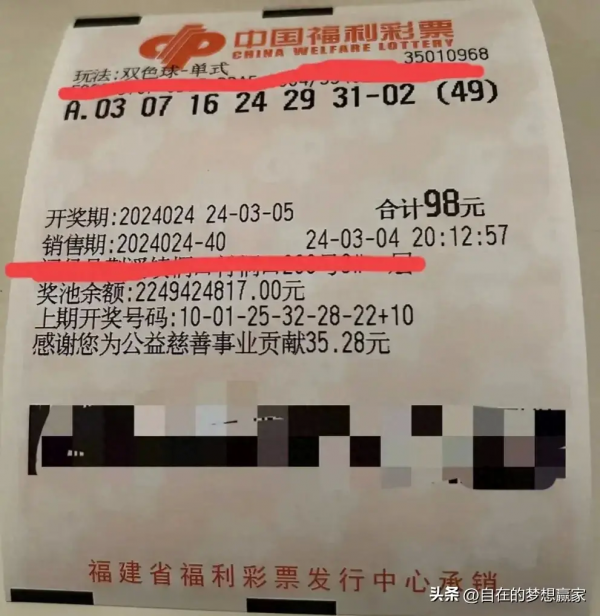 中国福利彩票
CHINA WELFARE LOTTERY
玩法:双色球-单式
35010968
A.03 07 16 24 29 31-02 (49)
开奖期:2024024 24-03-05 合计98元
销售期:2024024-40 24-03-04 20:12:57
奖池余额:2249424817.00元
上期开奖号码:10-01-25-32-28-22+10
感谢您为公益慈善事业贡献35.28元
福建省福利彩票发行中心承销
头条 @自在的梦想赢家